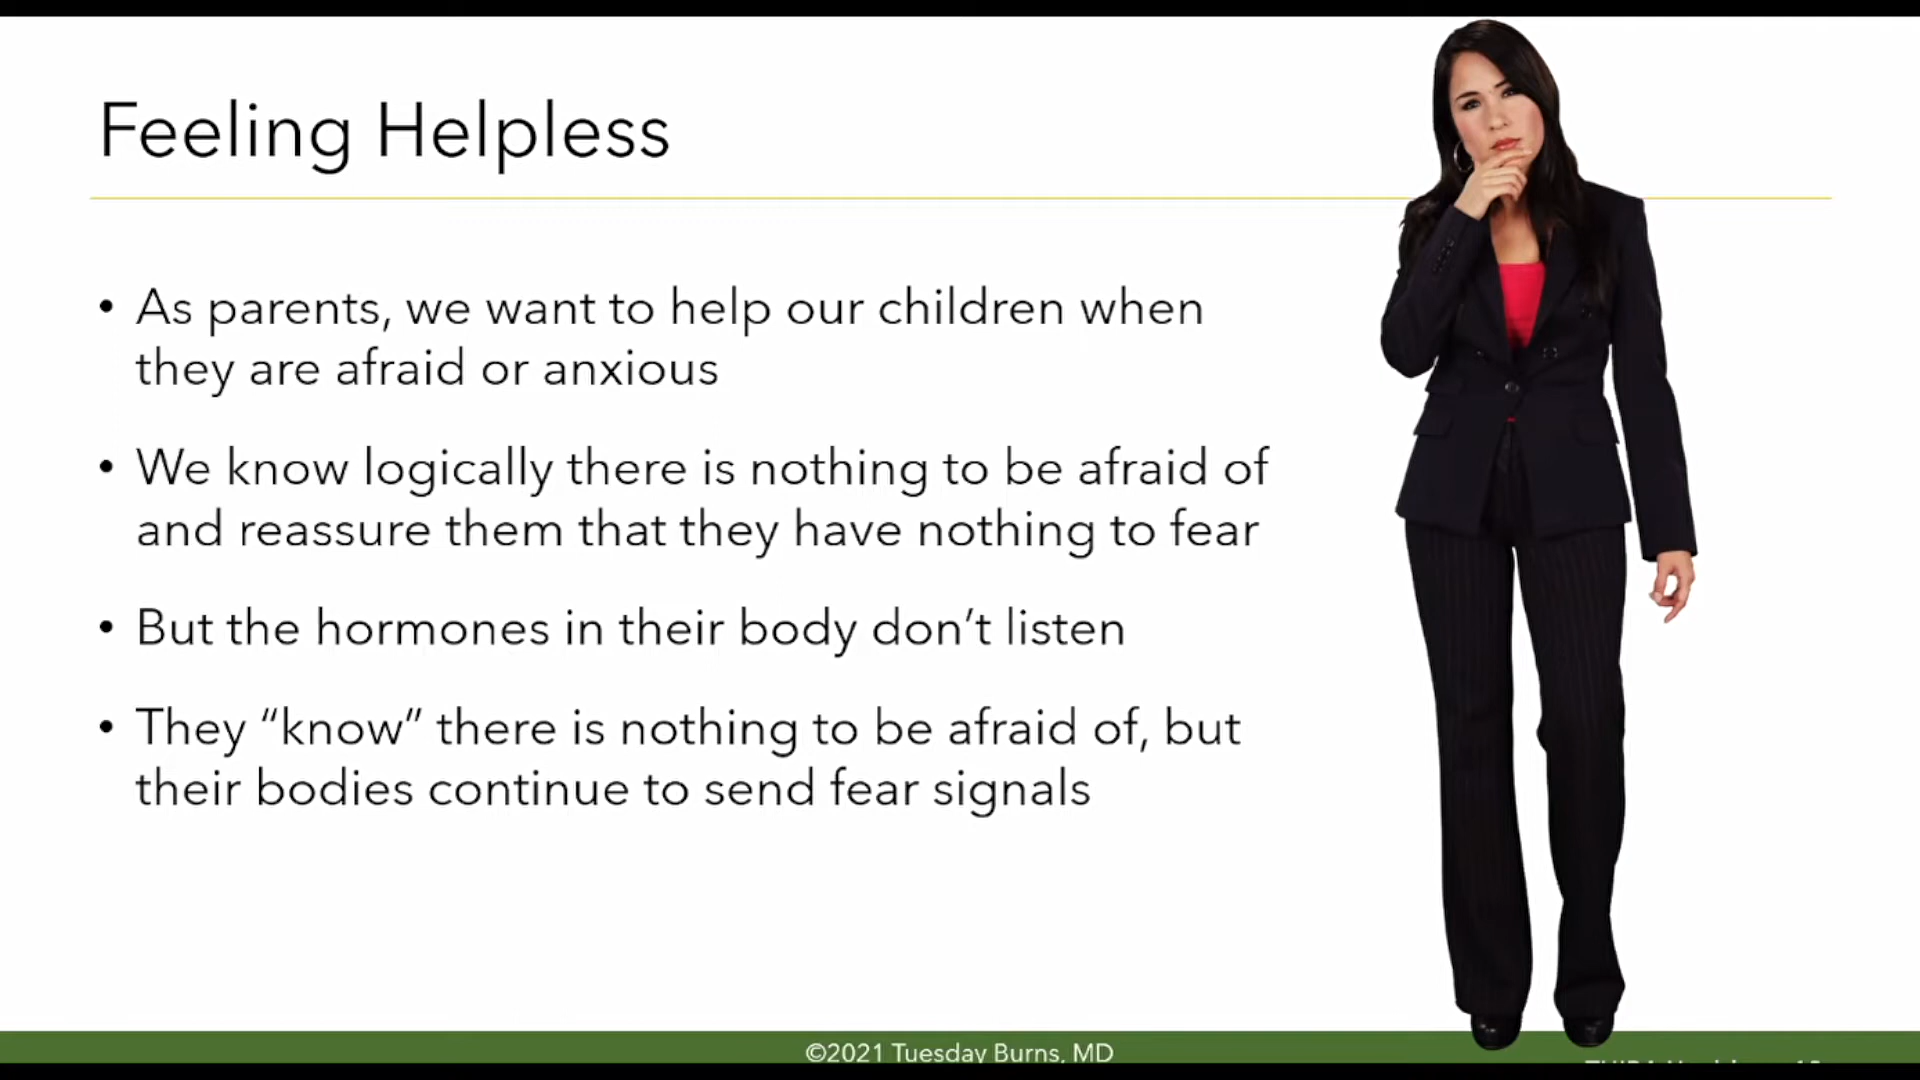 Feeling Helpless
• As parents, we want to help our children when
they are afraid or anxious
• We know logically there is nothing to be afraid of
and reassure them that they have nothing to fear
• But the hormones in their body don’t listen
• They “know” there is nothing to be afraid of, but
their bodies continue to send fear signals
©2021 Tuesday Burns, MD